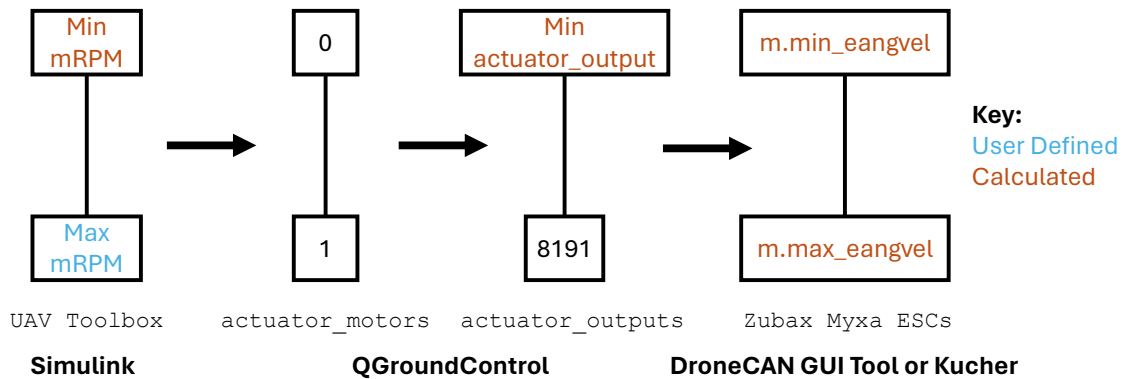 Min
mRPM
0
Min
actuator_output
m.min_eangvel
Key:
User Defined
Calculated
Max
mRPM
1
8191
m.max_eangvel
UAV Toolbox
actuator_motors
actuator_outputs
Zubax Myxa ESCs
Simulink
QGroundControl
DroneCAN GUI Tool or Kucher